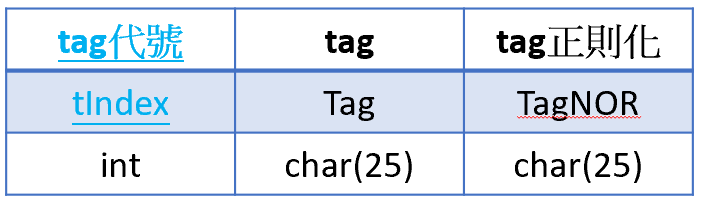 tag代號 tag tag正則化
tIndex Tag TagNOR
int char(25) char(25)